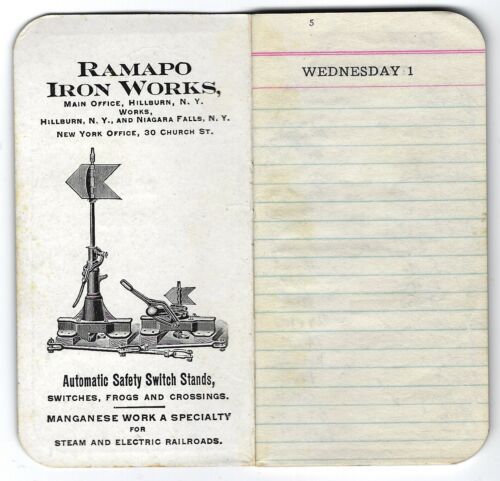 RAMAPO
IRON WORKS,
MAIN OFFICE, HILLBURN, N. Y.
WORKS,
HILLBURN, N. Y., AND NIAGARA FALLS, N. Y.
NEW YORK OFFICE, 30 CHURCH ST.
Automatic Safety Switch Stands,
SWITCHES, FROGS AND CROSSINGS.
MANGANESE WORK A SPECIALTY
FOR
STEAM AND ELECTRIC RAILROADS.
5
WEDNESDAY 1